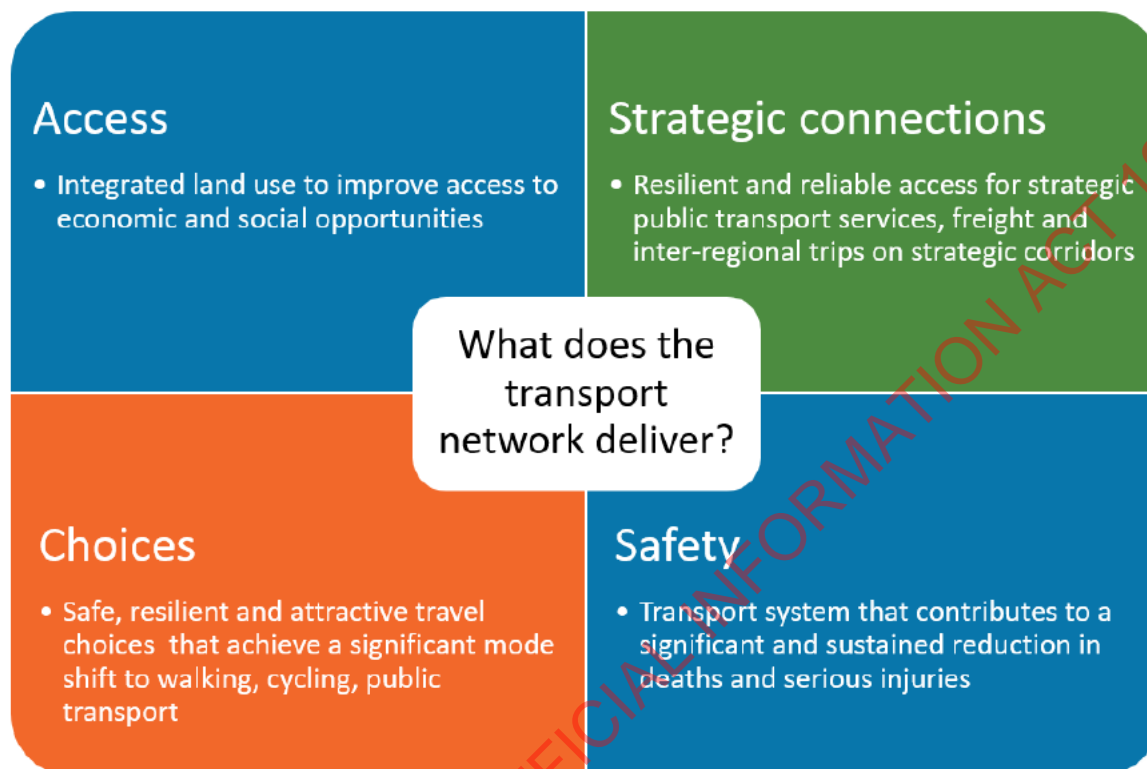 Access
• Integrated land use to improve access to
economic and social opportunities
Strategic connections
• Resilient and reliable access for strategic
public transport services, freight and
inter-regional trips on strategic corridors
What does the
transport
network deliver?
Choices
• Safe, resilient and attractive travel
choices that achieve a significant mode
shift to walking, cycling, public
transport
Safety
• Transport system that contributes to a
significant and sustained reduction in
deaths and serious injuries
INFORMATION ACT